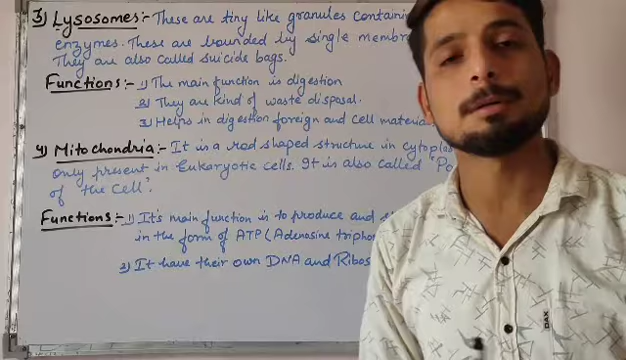 3) Lysosomes:- These are tiny like granules containi
enzymes. These are bounded by single membr
They are also called suicide bags.
Functions:- 1) The main function is digestion
2) They are kind of waste disposal.
3) Helps in digestion foreign and cell material,
4) Mitochondria:- It is a rod shaped structure in cytoplas
only present in Eukaryotic cells. It is also called "Po
of the cell".
Functions:- 1) It's main function is to produce and s
in the form of ATP (Adenosine triphos
2) It have their own DNA and Ribos
DAX